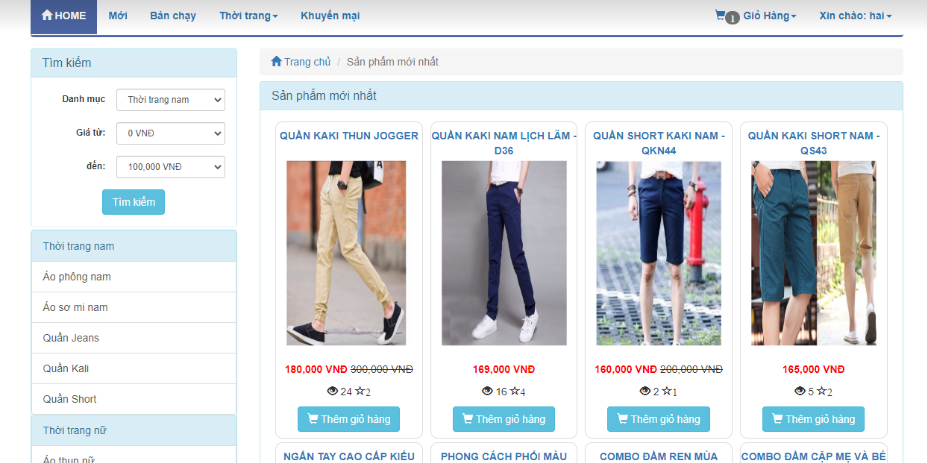 HOME Mới Bán chạy Thời trang Khuyến mại 1 Giỏ Hàng Xin chào: hai
Tìm kiếm
Danh mục Thời trang nam
Giá từ: 0 VNĐ
đến: 100,000 VNĐ
Tìm kiếm
Thời trang nam
Áo phông nam
Áo sơ mi nam
Quần Jeans
Quần Kali
Quần Short
Thời trang nữ
Áo thun nữ
Trang chủ / Sản phẩm mới nhất
Sản phẩm mới nhất
QUẦN KAKI THUN JOGGER
180,000 VNĐ 300,000 VNĐ
24 2
Thêm giỏ hàng
QUẦN KAKI NAM LỊCH LÃM -
D36
169,000 VNĐ
16 4
Thêm giỏ hàng
QUẦN SHORT KAKI NAM -
QKN44
160,000 VNĐ 200,000 VNĐ
2 1
Thêm giỏ hàng
QUẦN KAKI SHORT NAM -
QS43
165,000 VNĐ
5 2
Thêm giỏ hàng
NGẮN TAY CAO CẤP KIỂU
PHONG CÁCH PHỐI MÀU
COMBO ĐẦM REN MÙA
COMBO ĐẦM CẶP MẸ VÀ BÉ